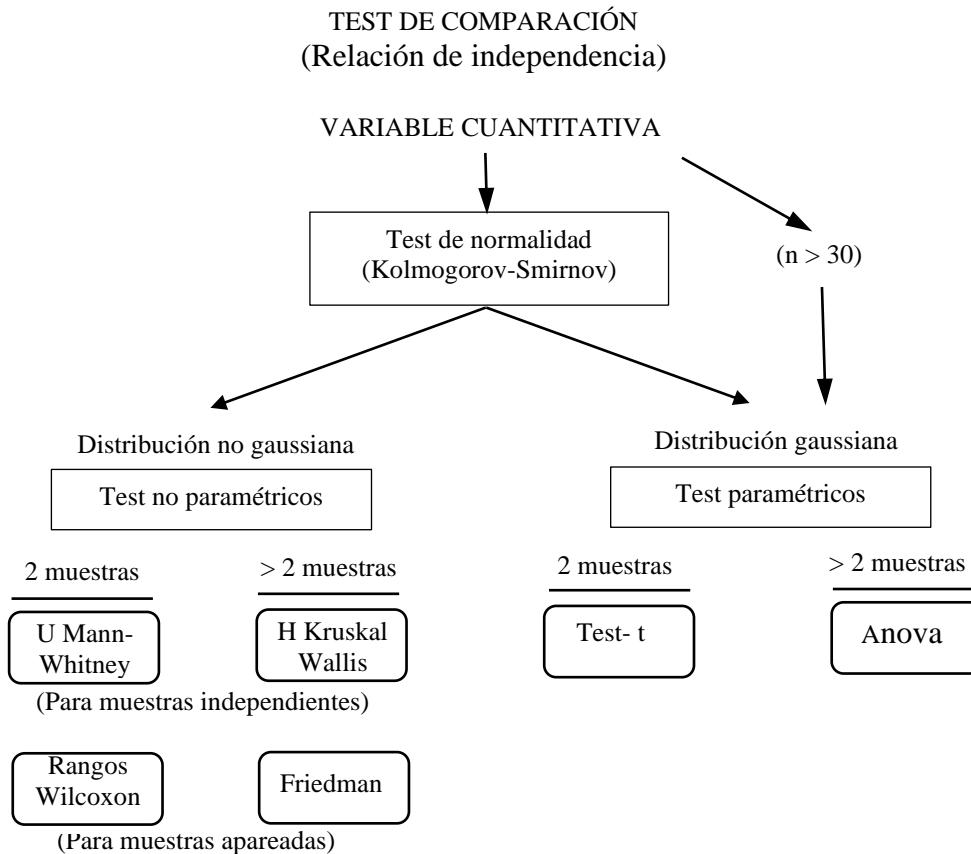 TEST DE COMPARACIÓN
(Relación de independencia)
VARIABLE CUANTITATIVA
Test de normalidad
(Kolmogorov-Smirnov)
(n > 30)
Distribución no gaussiana
Distribución gaussiana
Test no paramétricos
Test paramétricos
2 muestras
> 2 muestras
2 muestras
> 2 muestras
U Mann-
Whitney
H Kruskal
Wallis
Test- t
Anova
(Para muestras independientes)
Rangos
Wilcoxon
Friedman
(Para muestras apareadas)